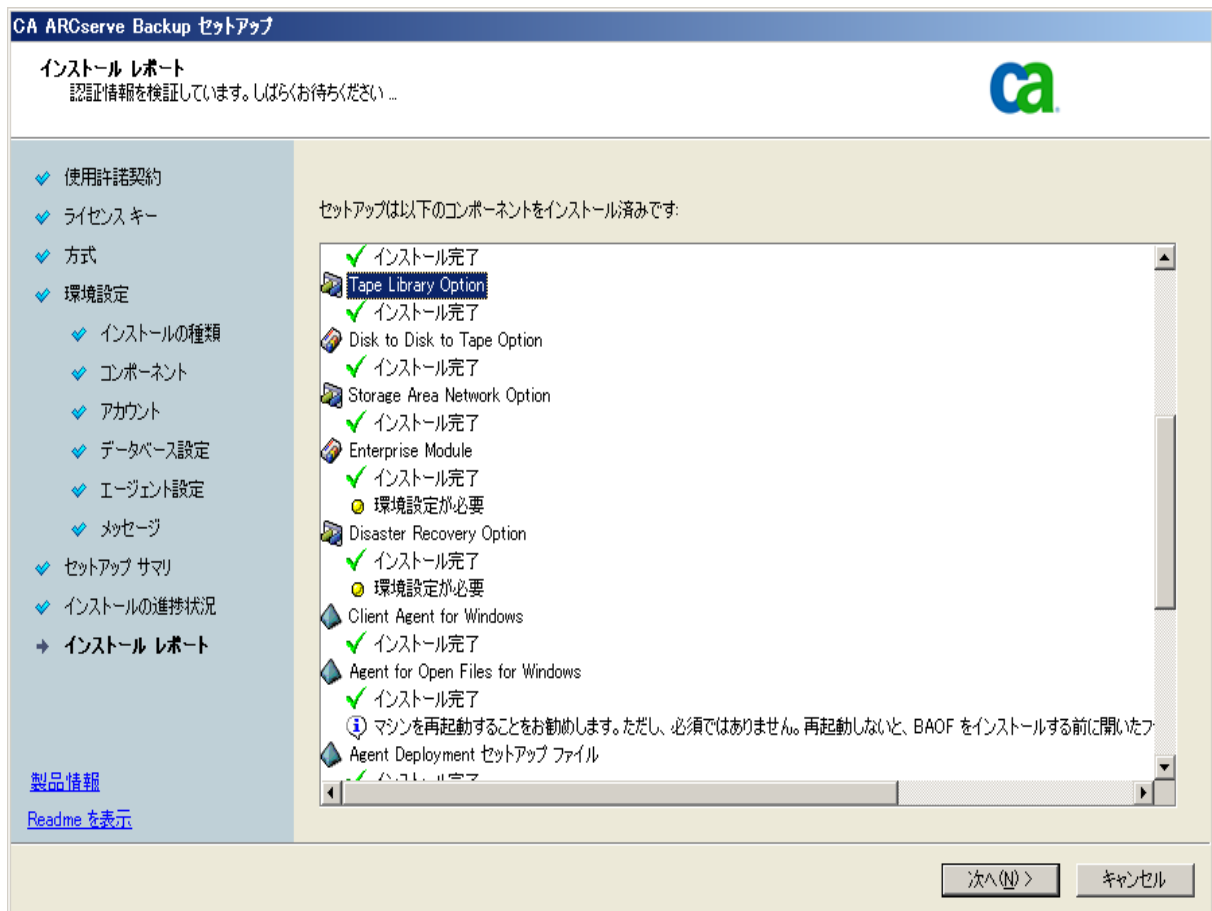 CA ARCserve Backup セットアップ
インストール レポート
認証情報を検証しています。しばらくお待ちください ...
ca
使用許諾契約
ライセンス キー
方式
環境設定
インストールの種類
コンポーネント
アカウント
データベース設定
エージェント設定
メッセージ
セットアップ サマリ
インストールの進捗状況
インストール レポート
製品情報
Readme を表示
セットアップは以下のコンポーネントをインストール済みです:
インストール完了
Tape Library Option
インストール完了
Disk to Disk to Tape Option
インストール完了
Storage Area Network Option
インストール完了
Enterprise Module
インストール完了
環境設定が必要
Disaster Recovery Option
インストール完了
環境設定が必要
Client Agent for Windows
インストール完了
Agent for Open Files for Windows
インストール完了
マシンを再起動することをお勧めします。ただし、必須ではありません。再起動しないと、BAOF をインストールする前に開いたフ
Agent Deployment セットアップ ファイル
インストール完了
次へ(N) >
キャンセル